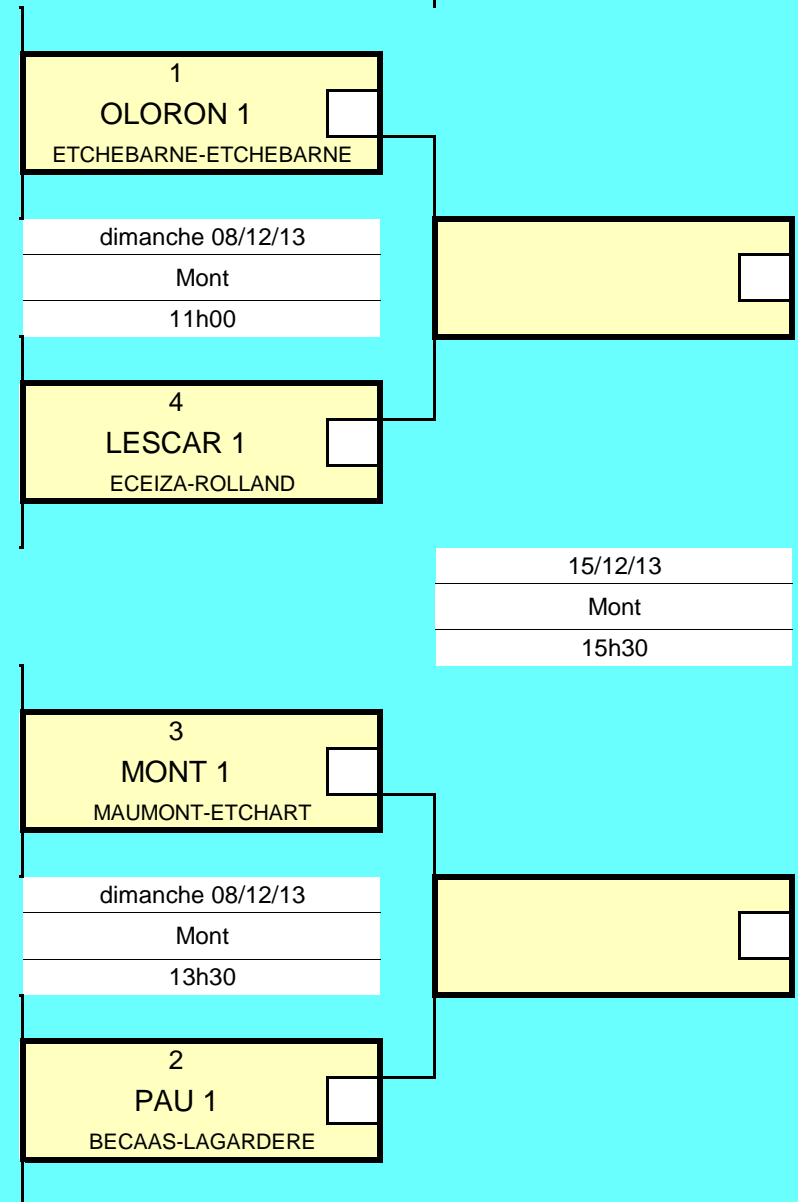 1
OLORON 1
ETCHEBARNE-ETCHEBARNE
dimanche 08/12/13
Mont
11h00
4
LESCAR 1
ECEIZA-ROLLAND
15/12/13
Mont
15h30
3
MONT 1
MAUMONT-ETCHART
dimanche 08/12/13
Mont
13h30
2
PAU 1
BECAAS-LAGARDERE